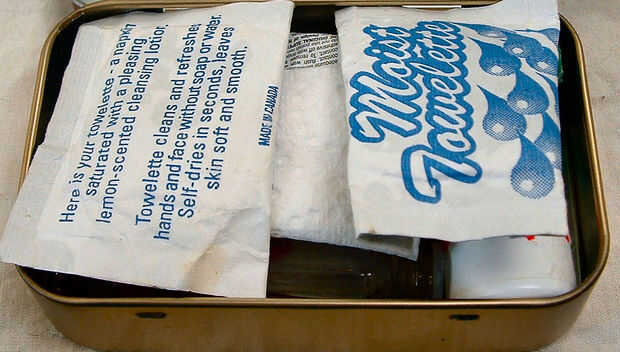 Here is your towelette - a napkin
saturated with a pleasing
lemon-scented cleansing lotion.
Towelette cleans and refreshes
hands and face without soap or water.
Self-dries in seconds, leaves
skin soft and smooth.
MADE IN CANADA
Moist
Towelette